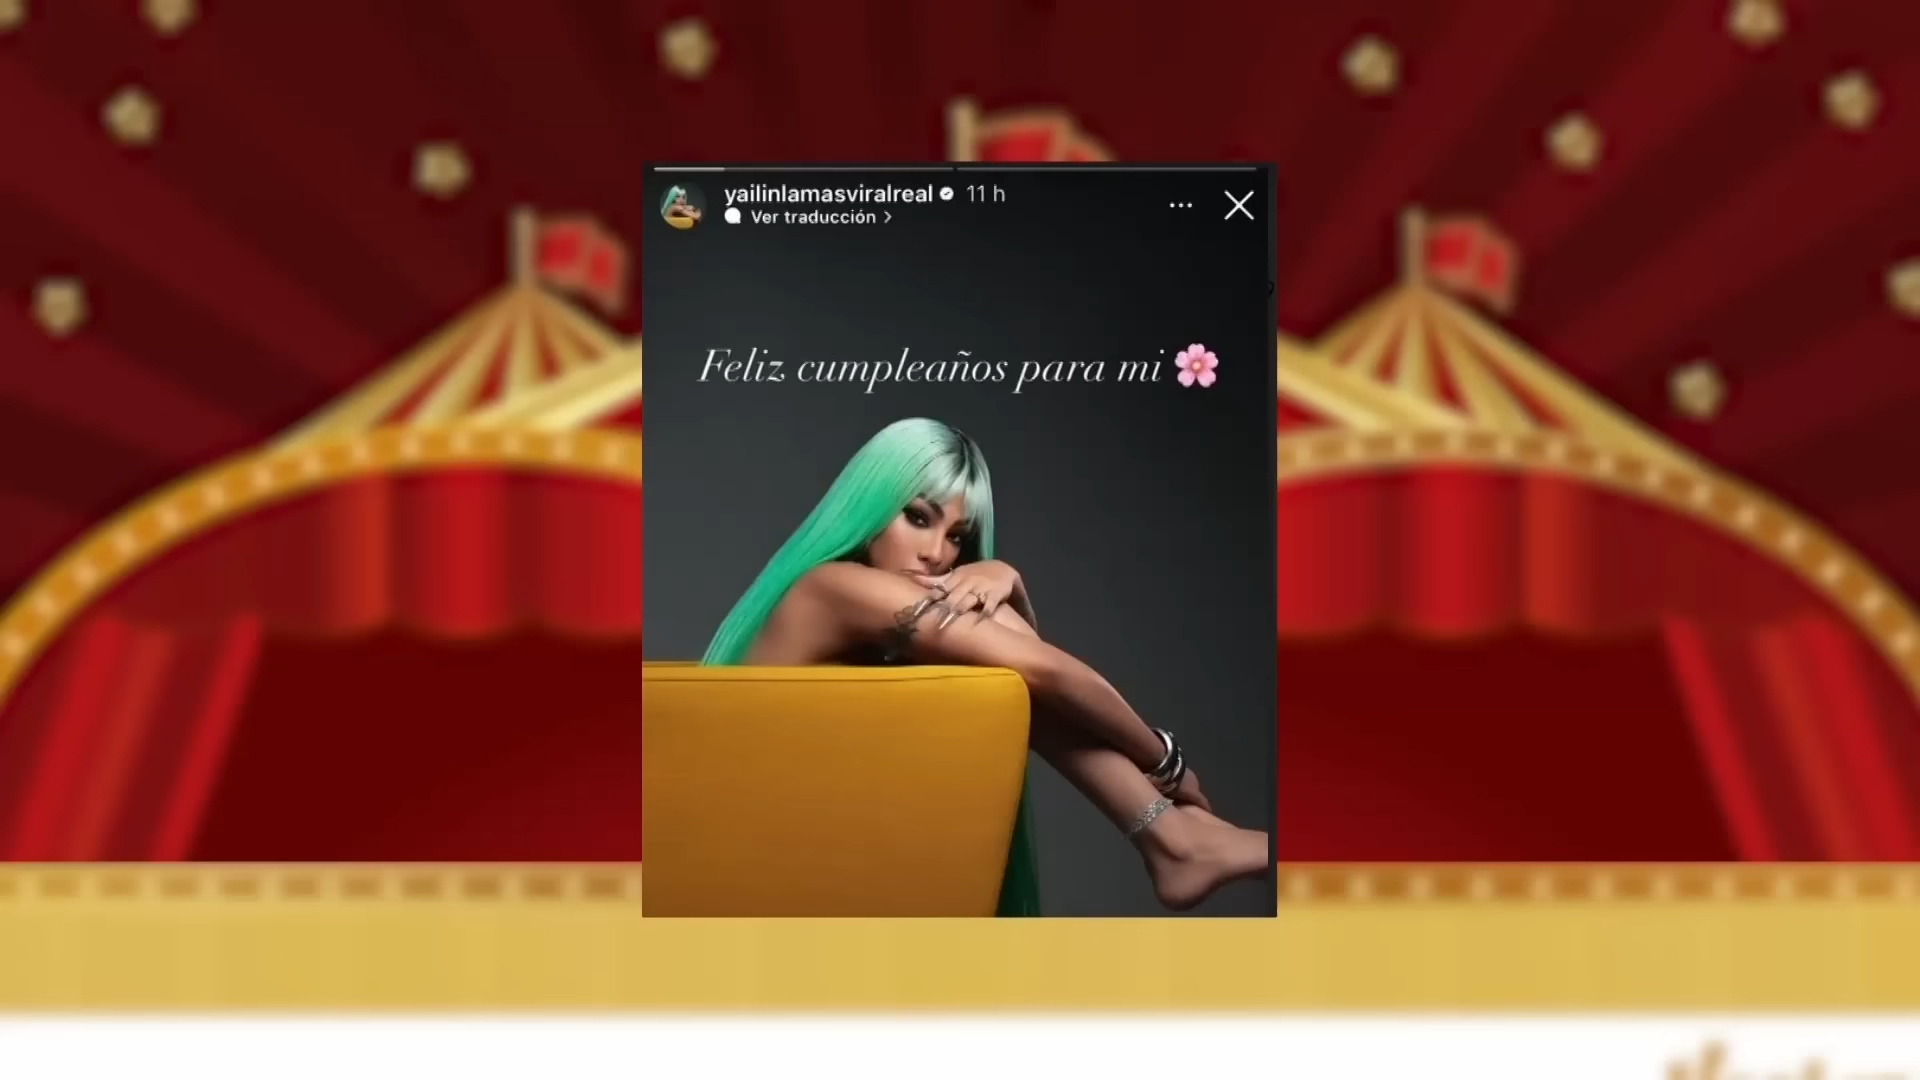 yailinlamasviralreal 11 h
Ver traducción >
Feliz cumpleaños para mi 🌸